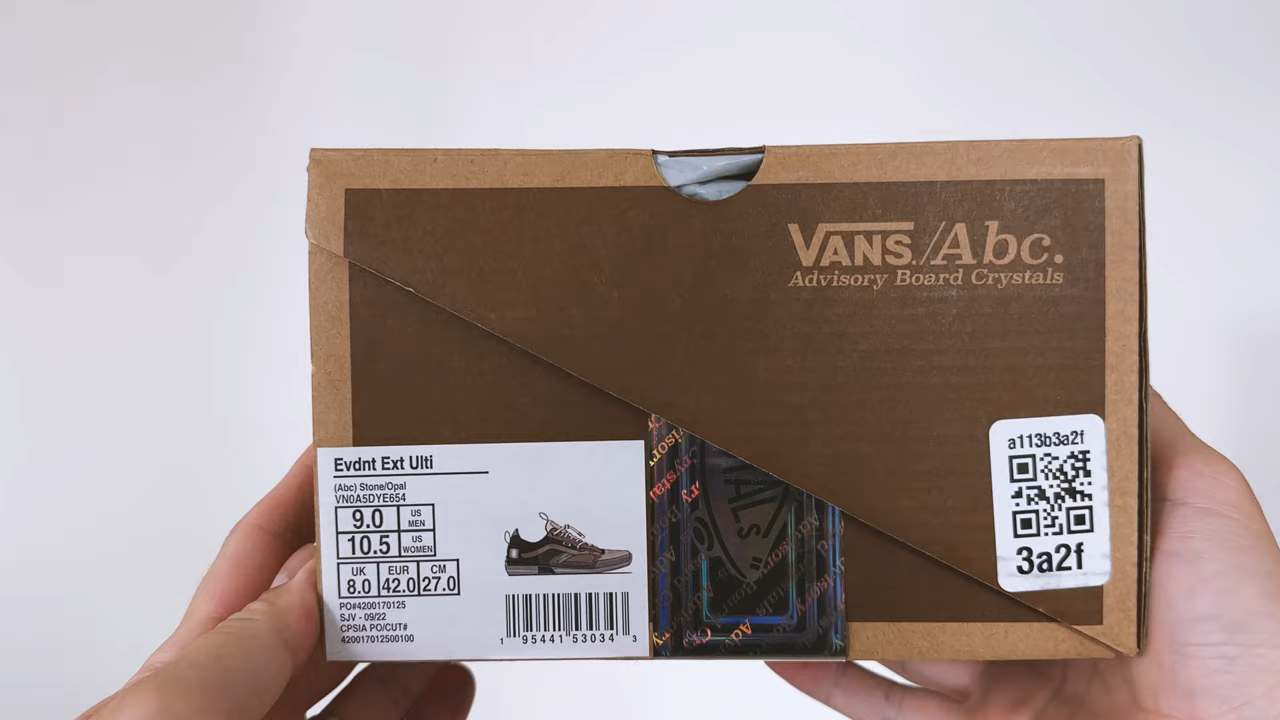 VANS./Abc.
Advisory Board Crystals
a113b3a2f
3a2f
Evdnt Ext Ulti
(Abc) Stone/Opal
VN0A5DYE654
9.0 US MEN
10.5 US WOMEN
UK EUR CM
8.0 42.0 27.0
PO#4200170125
SJV - 09/22
CPSIA PO/CUT#
420017012500100
1 95441 53034 3